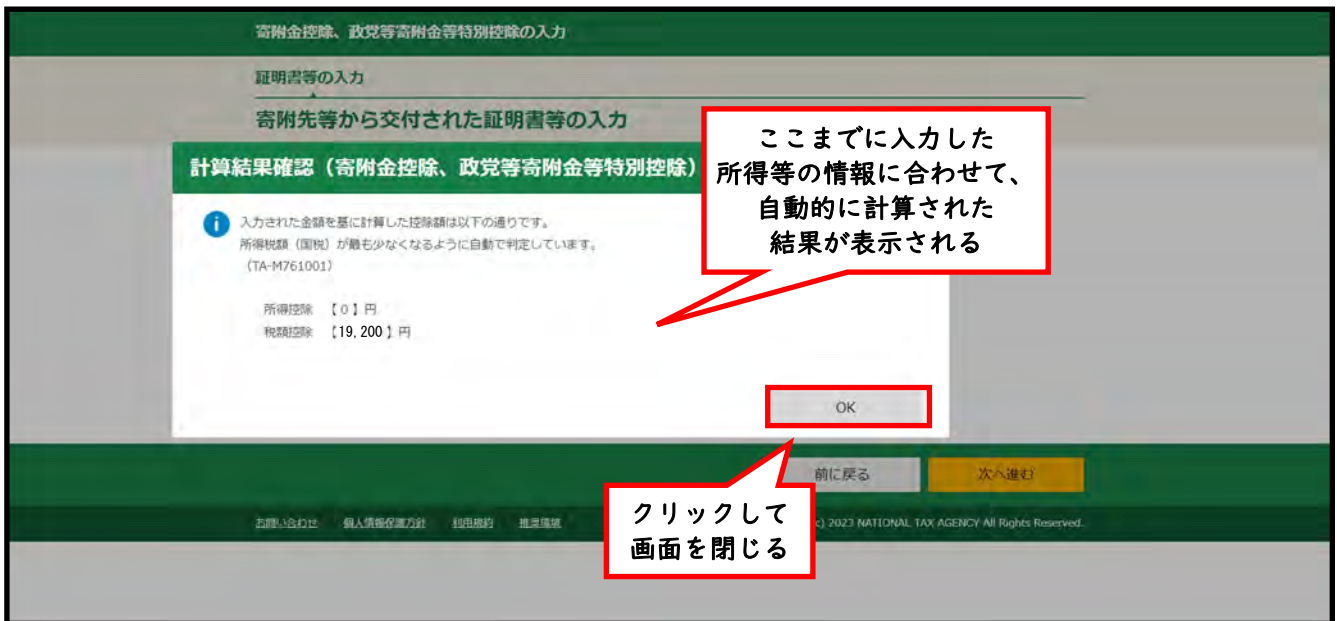 寄附金控除、政党等寄附金等特別控除の入力
証明書等の入力
寄附先等から交付された証明書等の入力
計算結果確認（寄附金控除、政党等寄附金等特別控除）
ここまでに入力した
所得等の情報に合わせて、
自動的に計算された
結果が表示される
入力された金額を基に計算した控除額は以下の通りです。
所得税額（国税）が最も少なくなるように自動で判定しています。
（TA-M761001）
所得控除 【0】円
税額控除 【19,200】円
OK
前に戻る
次へ進む
クリックして
画面を閉じる
お問い合わせ 個人情報保護方針 利用規約 推奨環境
c) 2023 NATIONAL TAX AGENCY All Rights Reserved.